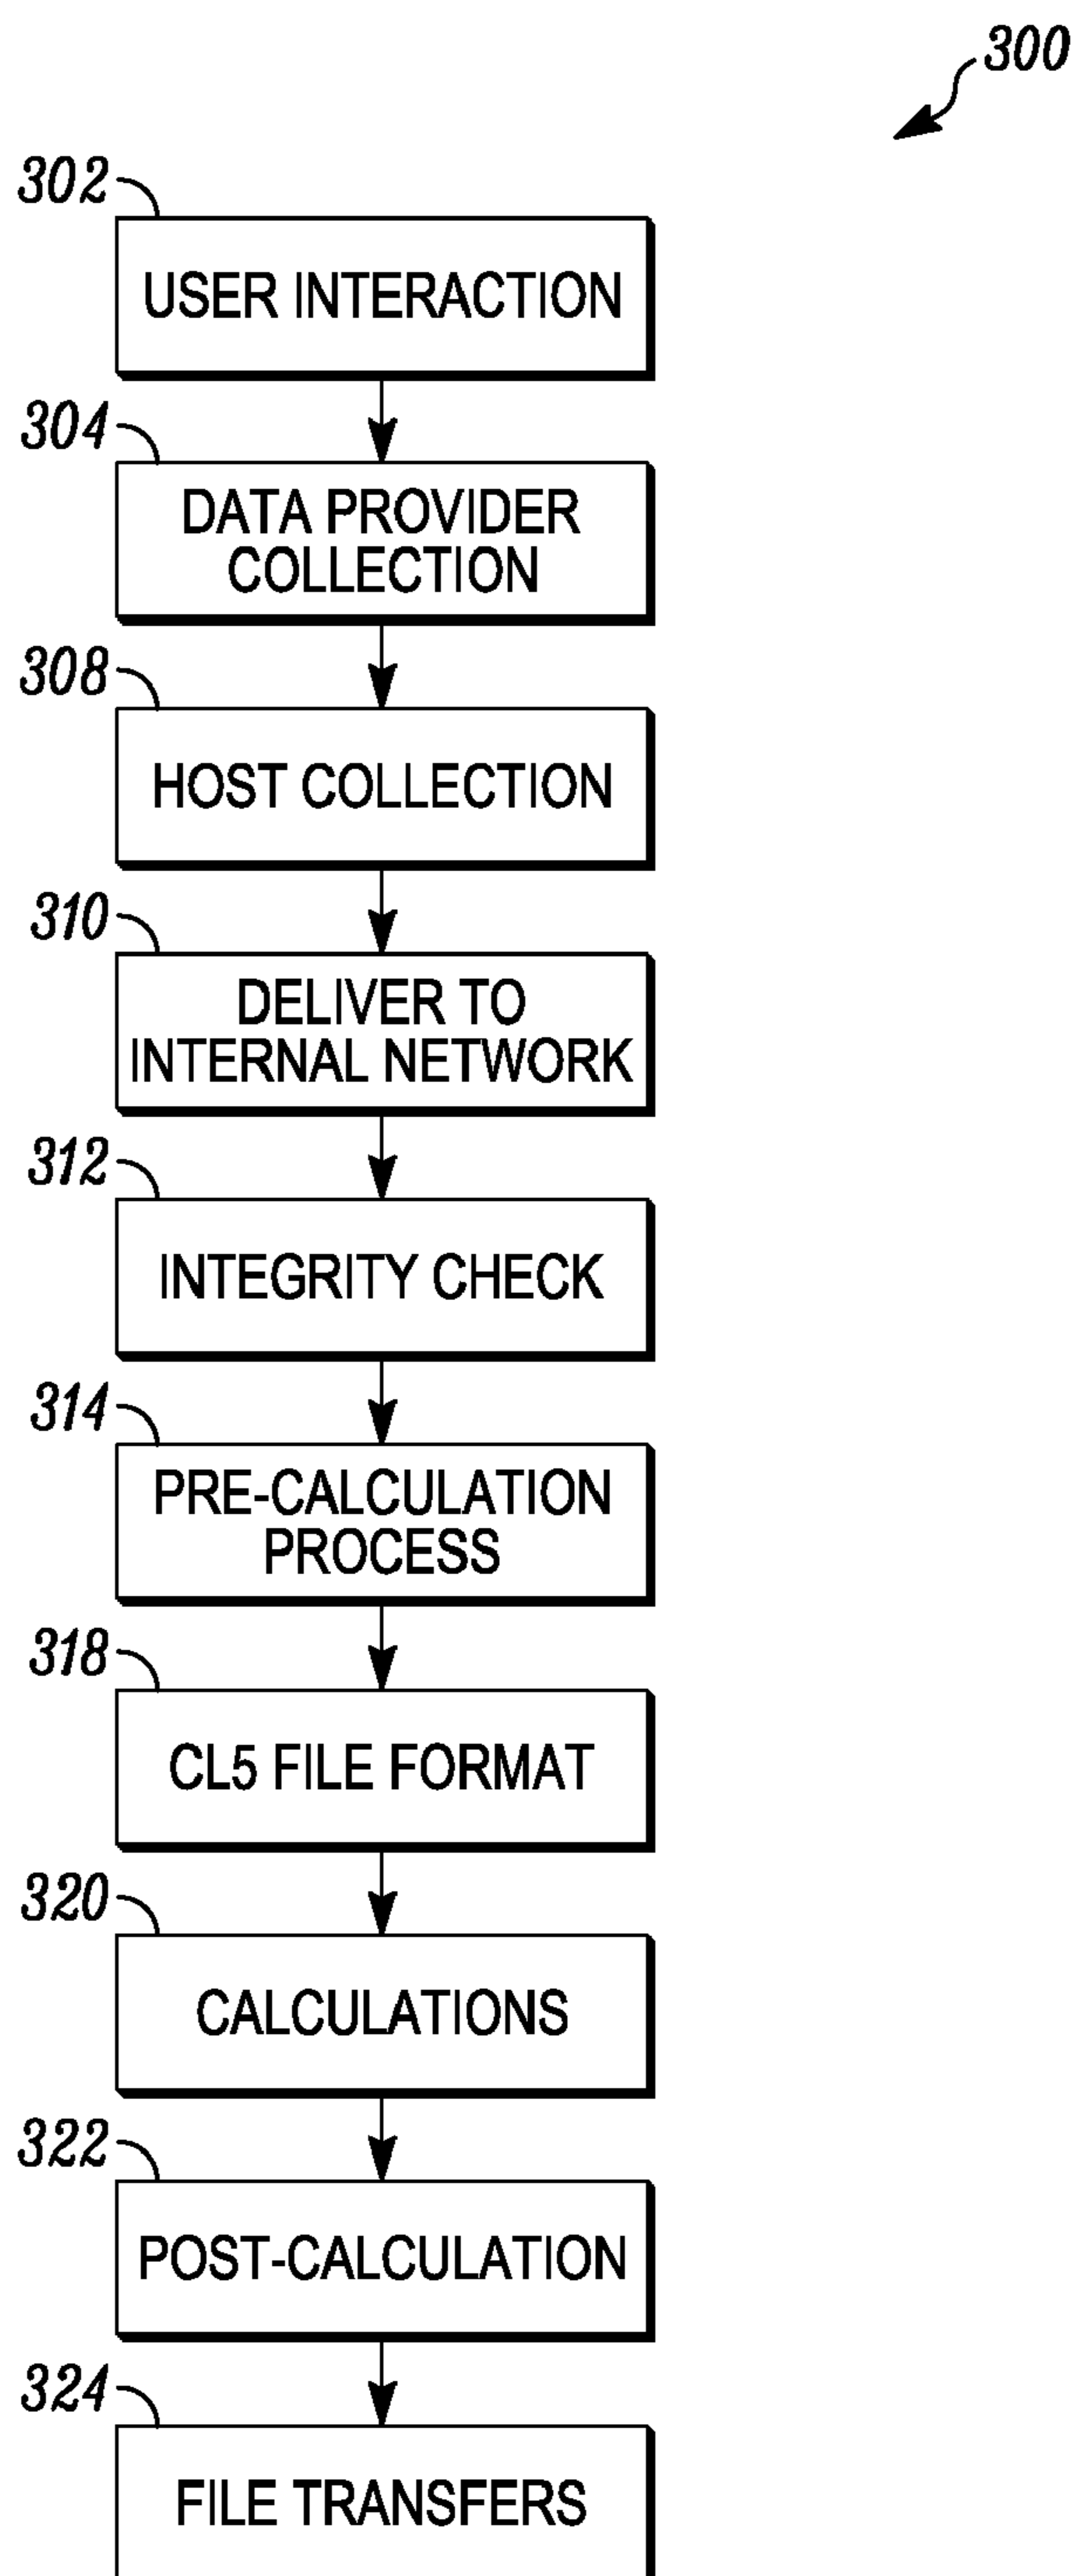 300
302
USER INTERACTION
304
DATA PROVIDER
COLLECTION
308
HOST COLLECTION
310
DELIVER TO
INTERNAL NETWORK
312
INTEGRITY CHECK
314
PRE-CALCULATION
PROCESS
318
CL5 FILE FORMAT
320
CALCULATIONS
322
POST-CALCULATION
324
FILE TRANSFERS